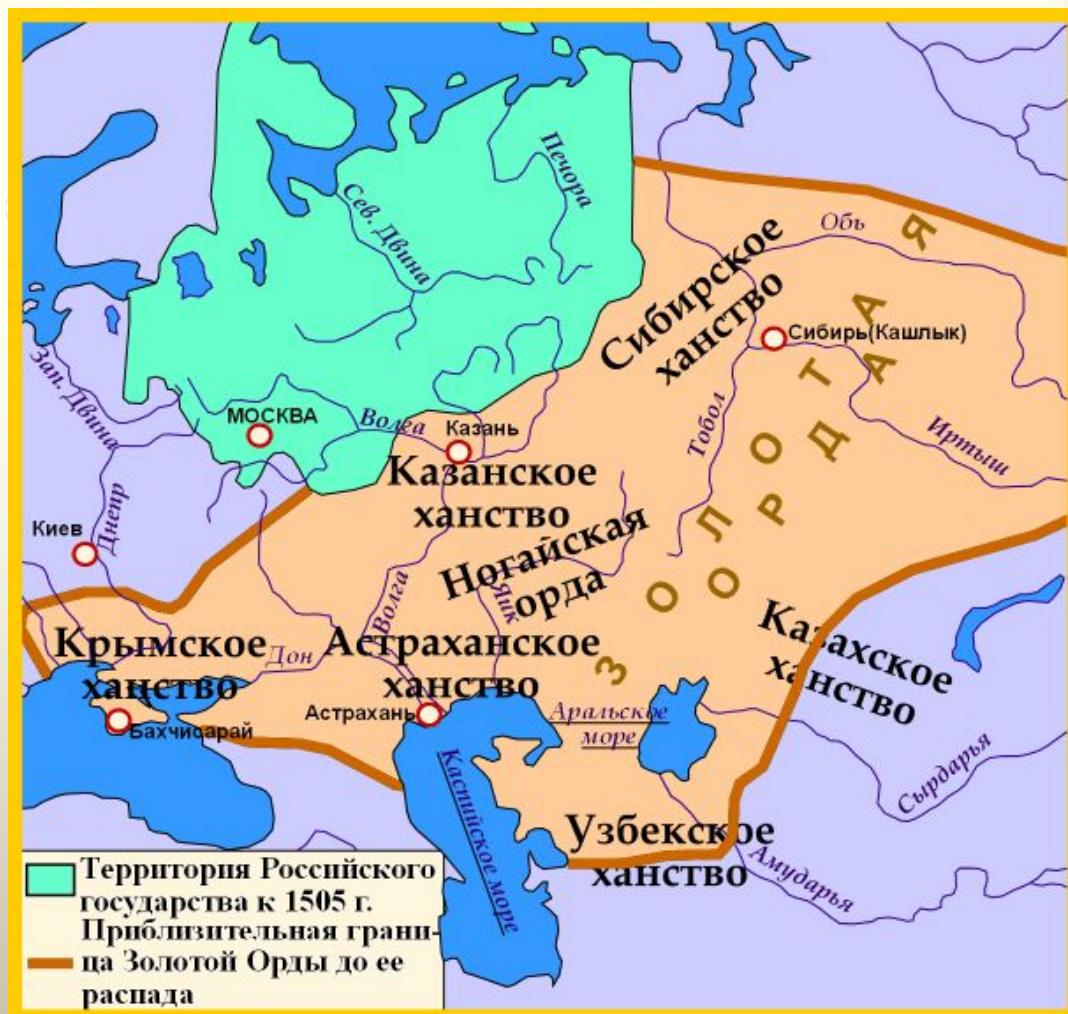 Печора
Сев. Двина
Обь
Сибирское
ханство
Сибирь(Кашлык)
Зап. Двина
МОСКВА
Волга
Казань
Тобол
Иртыш
Казанское
ханство
Киев
Днепр
Ногайская
орда
ЗОЛОТАЯ
ОРДА
Волга
Яик
Крымское
ханство
Дон
Астраханское
ханство
Казахское
ханство
Астрахань
Бахчисарай
Аральское
море
Каспийское море
Сырдарья
Узбекское
ханство
Амударья
Территория Российского
государства к 1505 г.
Приблизительная грани-
ца Золотой Орды до ее
распада